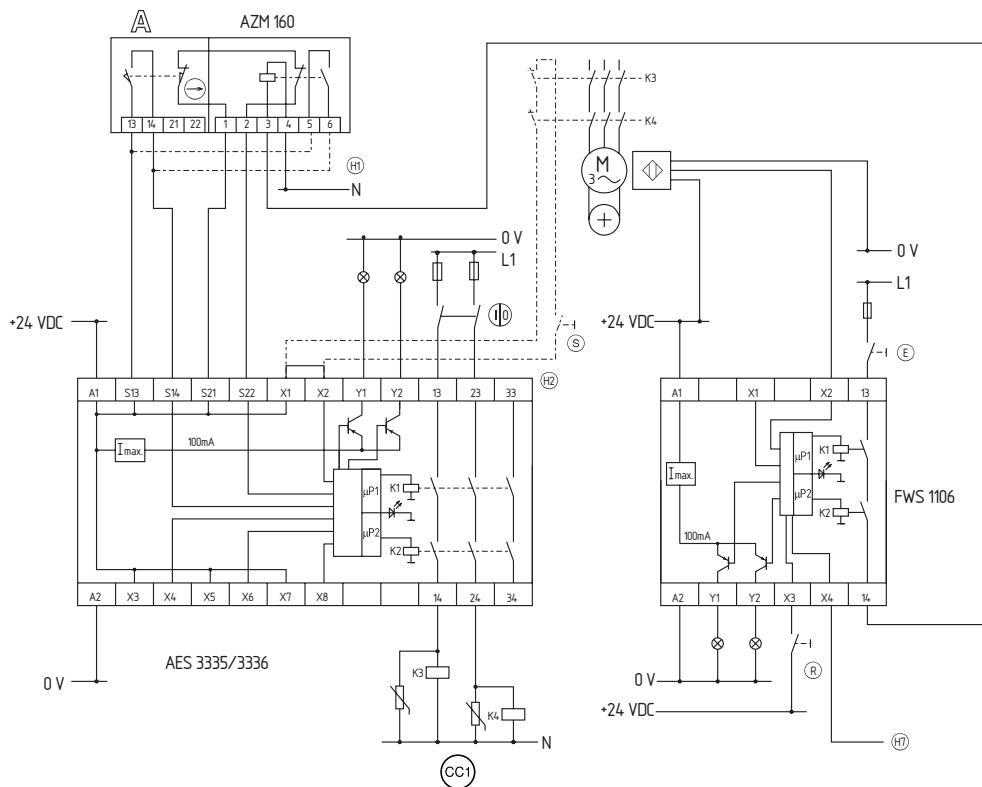 A AZM 160
13 14 21 22 1 2 3 4 5 6
H1
N
K3
K4
M
3
0 V
L1
0 V
L1
I 0
+24 VDC
S
+24 VDC
E
H2
A1 S13 S14 S21 S22 X1 X2 Y1 Y2 13 23 33
A1 X1 X2 13
I max.
100mA
µP1
µP2
K1
K2
I max.
100mA
µP1
µP2
K1
K2
FWS 1106
A2 X3 X4 X5 X6 X7 X8 14 24 34
A2 Y1 Y2 X3 X4 14
AES 3335/3336
K3
K4
R
0 V
0 V
+24 VDC
N
H7
CC1